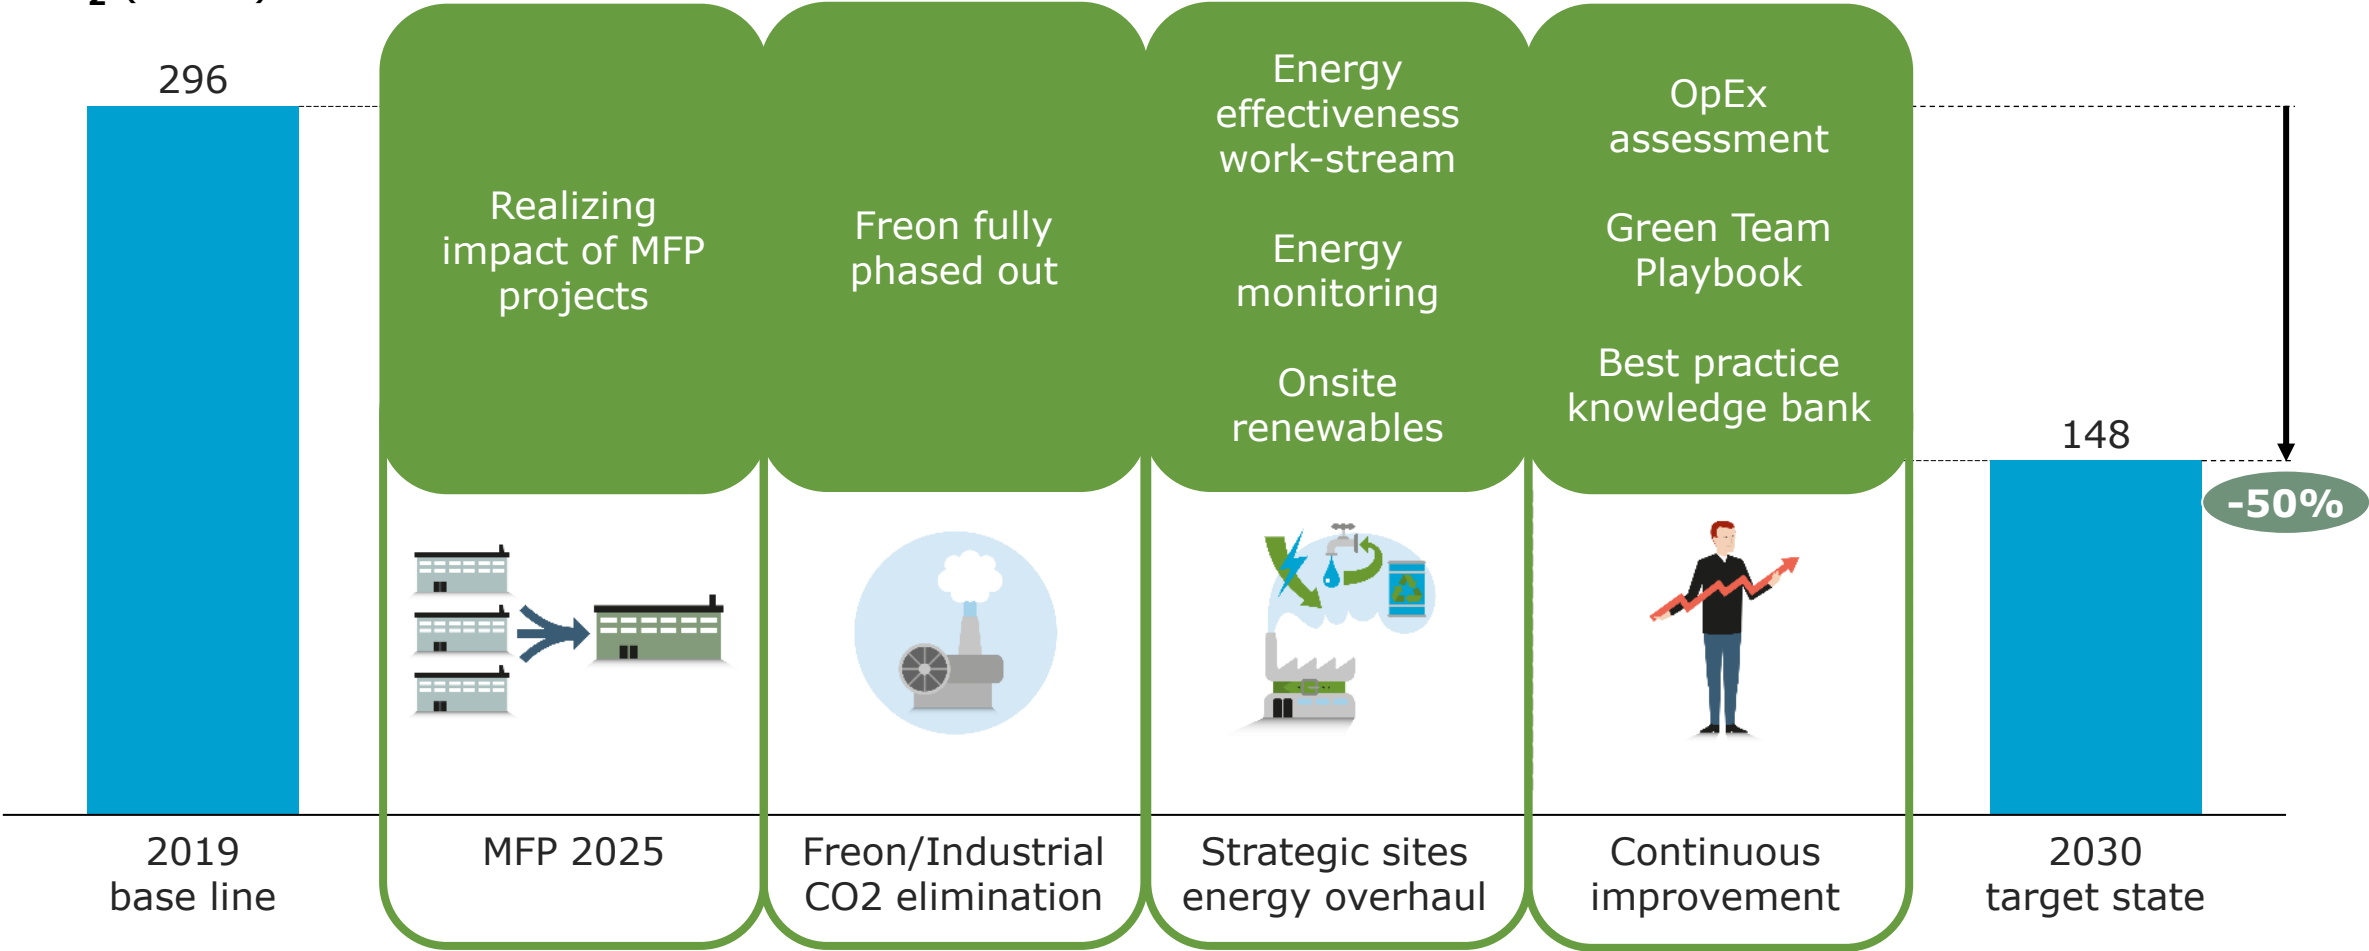 296
Realizing
impact of MFP
projects
Freon fully
phased out
Energy
effectiveness
work-stream
Energy
monitoring
Onsite
renewables
OpEx
assessment
Green Team
Playbook
Best practice
knowledge bank
148
-50%
2019
base line
MFP 2025
Freon/Industrial
CO2 elimination
Strategic sites
energy overhaul
Continuous
improvement
2030
target state